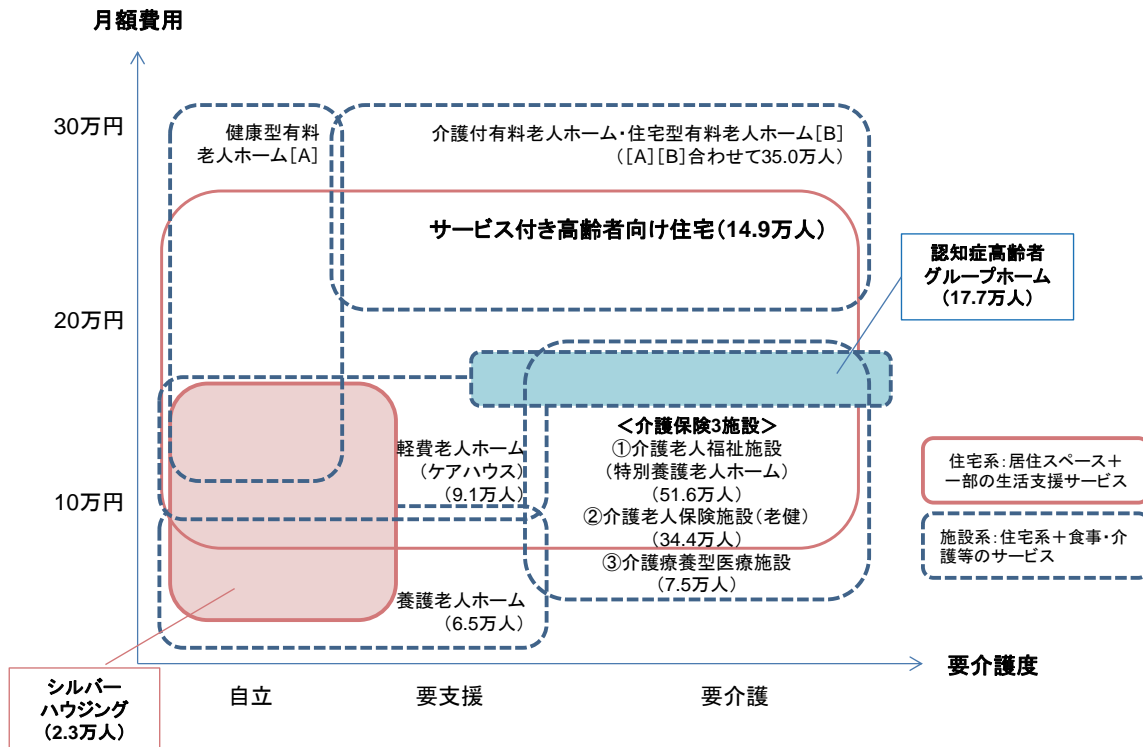 月額費用
30万円
健康型有料
老人ホーム[A]
介護付有料老人ホーム・住宅型有料老人ホーム[B]
([A][B]合わせて35.0万人)
サービス付き高齢者向け住宅(14.9万人)
認知症高齢者
グループホーム
(17.7万人)
20万円
<介護保険3施設>
①介護老人福祉施設
(特別養護老人ホーム)
(51.6万人)
②介護老人保険施設(老健)
(34.4万人)
③介護療養型医療施設
(7.5万人)
軽費老人ホーム
(ケアハウス)
(9.1万人)
10万円
住宅系:居住スペース+
一部の生活支援サービス
施設系:住宅系+食事・介
護等のサービス
養護老人ホーム
(6.5万人)
要介護度
シルバー
ハウジング
(2.3万人)
自立
要支援
要介護